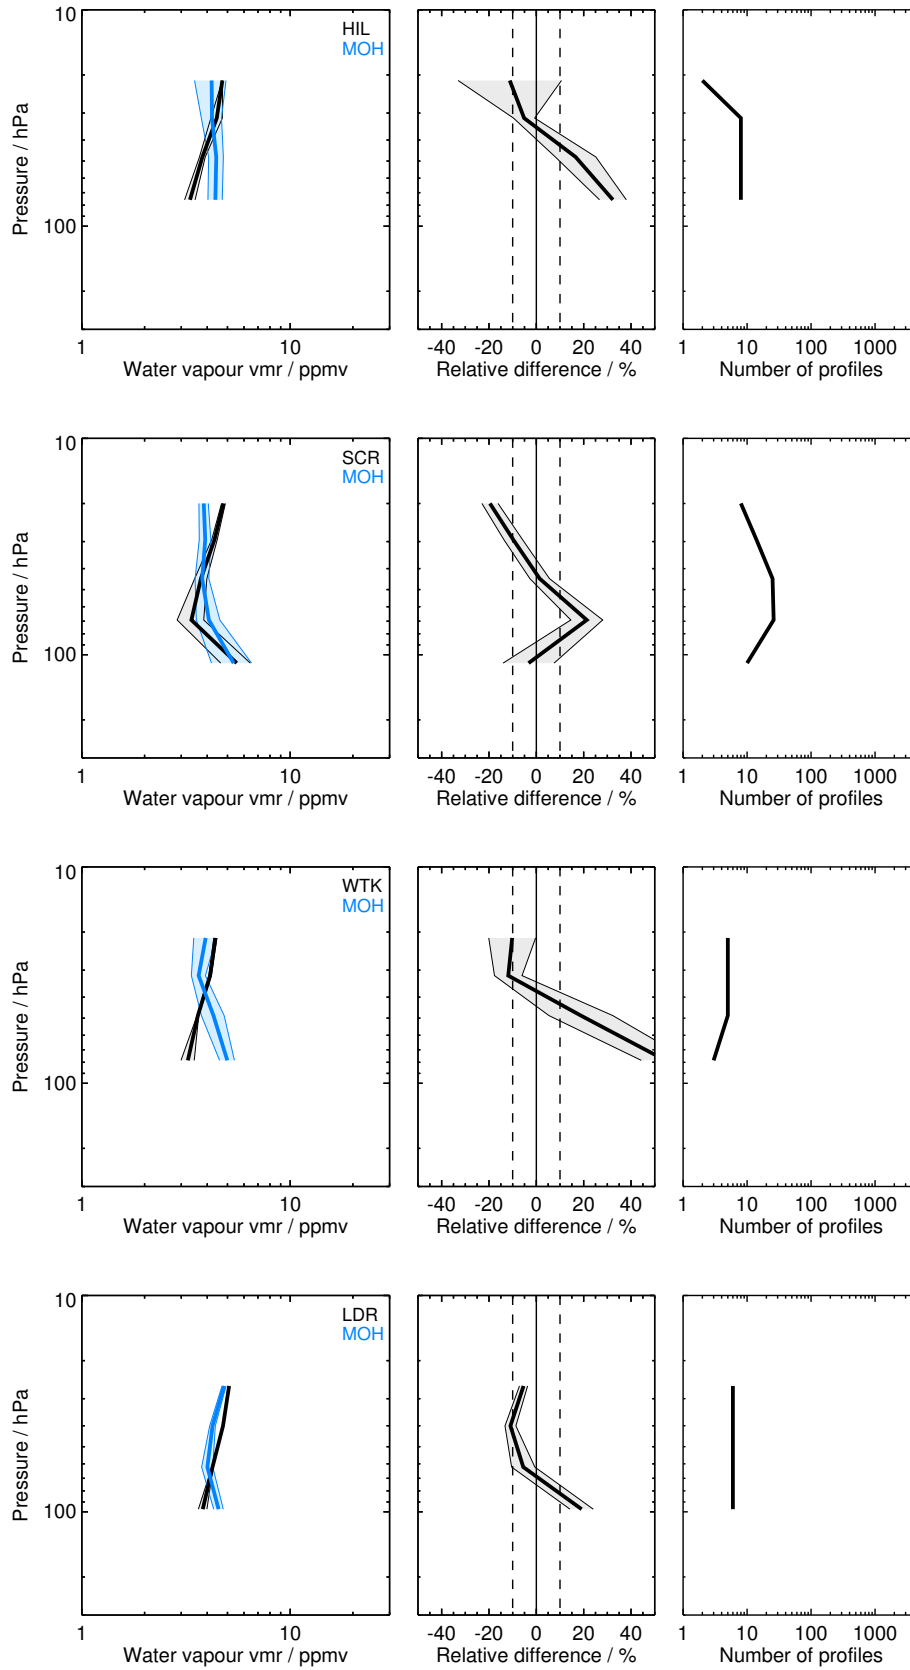 10
HIL
MOH
Pressure / hPa
100
1 10 -40 -20 0 20 40 1 10 100 1000
Water vapour vmr / ppmv Relative difference / % Number of profiles
10
SCR
MOH
Pressure / hPa
100
1 10 -40 -20 0 20 40 1 10 100 1000
Water vapour vmr / ppmv Relative difference / % Number of profiles
10
WTK
MOH
Pressure / hPa
100
1 10 -40 -20 0 20 40 1 10 100 1000
Water vapour vmr / ppmv Relative difference / % Number of profiles
10
LDR
MOH
Pressure / hPa
100
1 10 -40 -20 0 20 40 1 10 100 1000
Water vapour vmr / ppmv Relative difference / % Number of profiles